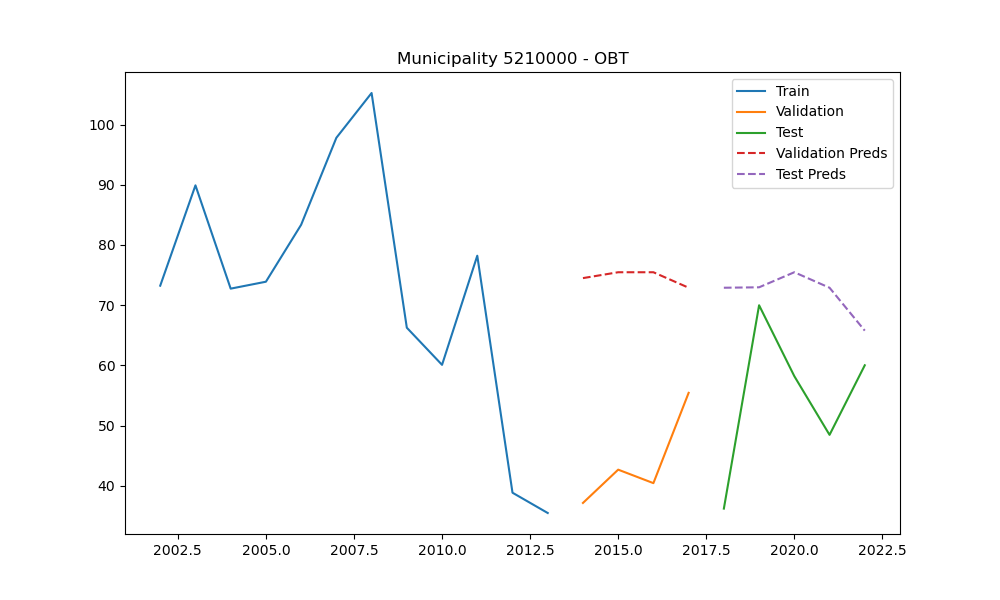 Municipality 5210000 - OBT
Train
Validation
Test
Validation Preds
Test Preds
100
90
80
70
60
50
40
2002.5 2005.0 2007.5 2010.0 2012.5 2015.0 2017.5 2020.0 2022.5